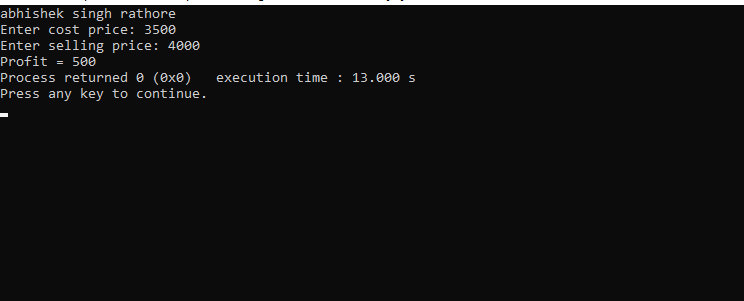 abhishek singh rathore
Enter cost price: 3500
Enter selling price: 4000
Profit = 500
Process returned 0 (0x0)   execution time : 13.000 s
Press any key to continue.